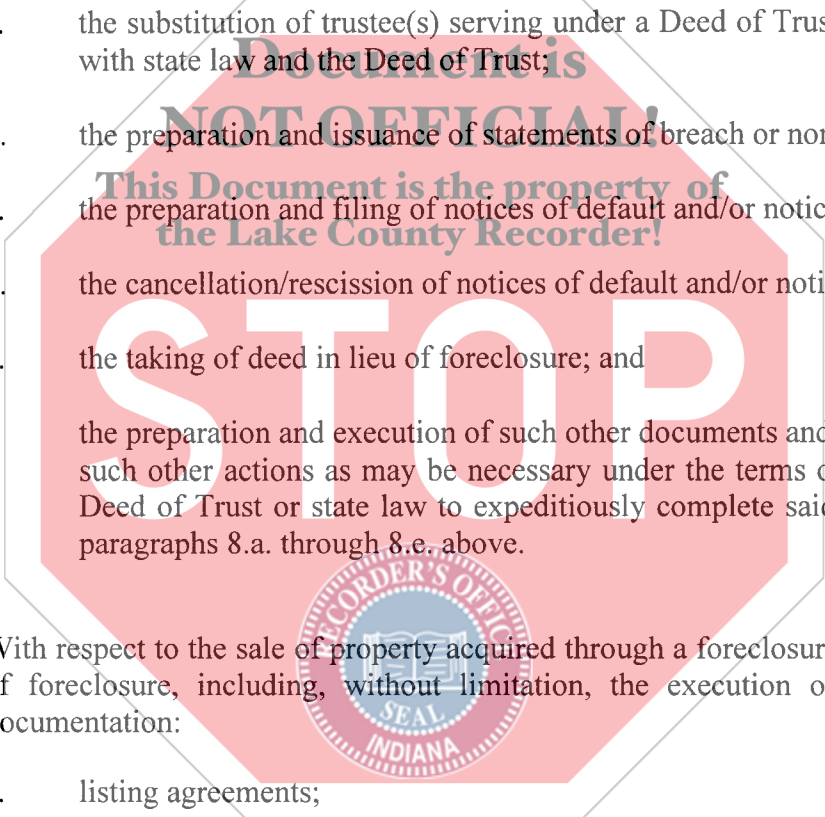 . the substitution of trustee(s) serving under a Deed of Trus
with state law and the Deed of Trust;
Document is
. the preparation and issuance of statements of breach or nor
NOT OFFICIAL!
This Document is the property of
. the preparation and filing of notices of default and/or notic
the Lake County Recorder!
. the cancellation/rescission of notices of default and/or noti
STOP
. the taking of deed in lieu of foreclosure; and
the preparation and execution of such other documents and
such other actions as may be necessary under the terms o
Deed of Trust or state law to expeditiously complete said
paragraphs 8.a. through 8.e. above.
RECORDER'S OFFIC
With respect to the sale of property acquired through a foreclosur
f foreclosure, including, without limitation, the execution o
ocumentation:
SEAL
INDIANA
. listing agreements;